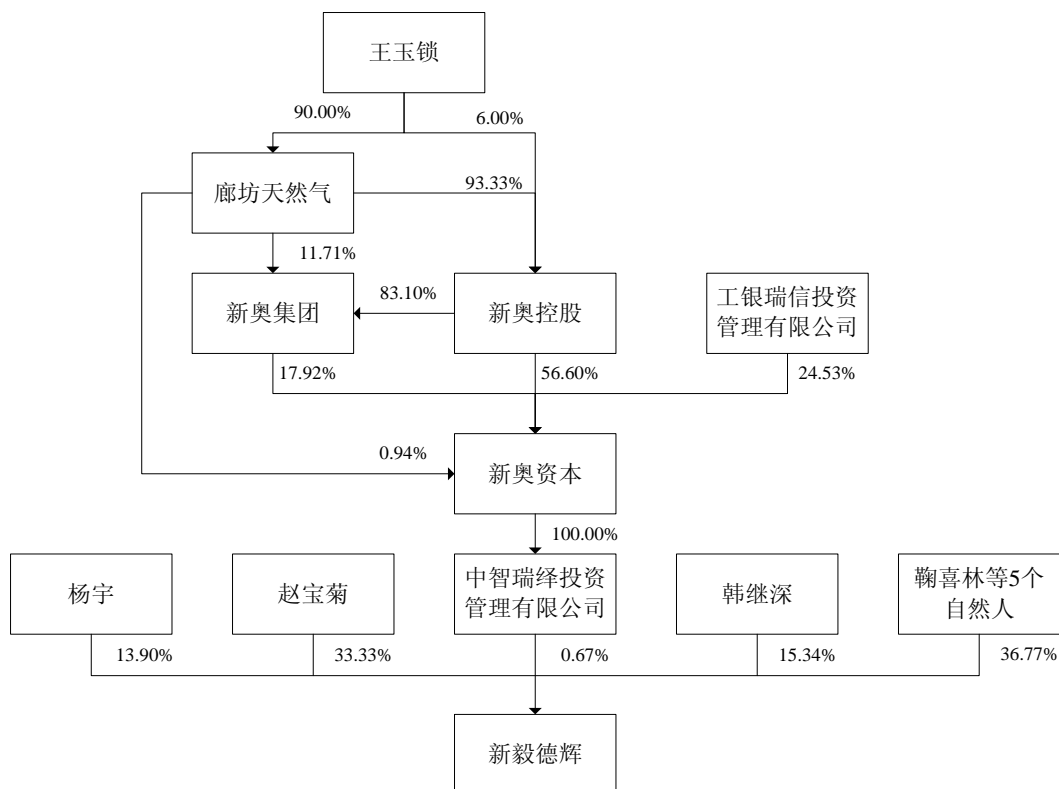 王玉锁
90.00%
6.00%
廊坊天然气
93.33%
11.71%
新奥集团
83.10%
新奥控股
工银瑞信投资
管理有限公司
17.92%
56.60%
24.53%
0.94%
新奥资本
100.00%
杨宇
赵宝菊
中智瑞绎投资
管理有限公司
韩继深
鞠喜林等5个
自然人
13.90%
33.33%
0.67%
15.34%
36.77%
新毅德辉